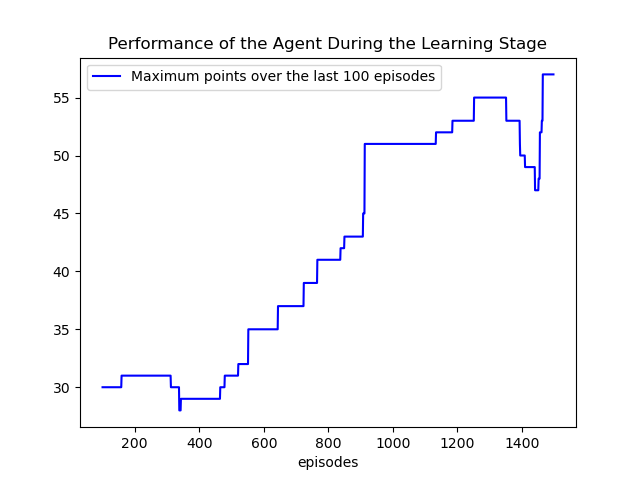 Performance of the Agent During the Learning Stage
Maximum points over the last 100 episodes
55
50
45
40
35
30
200 400 600 800 1000 1200 1400
episodes